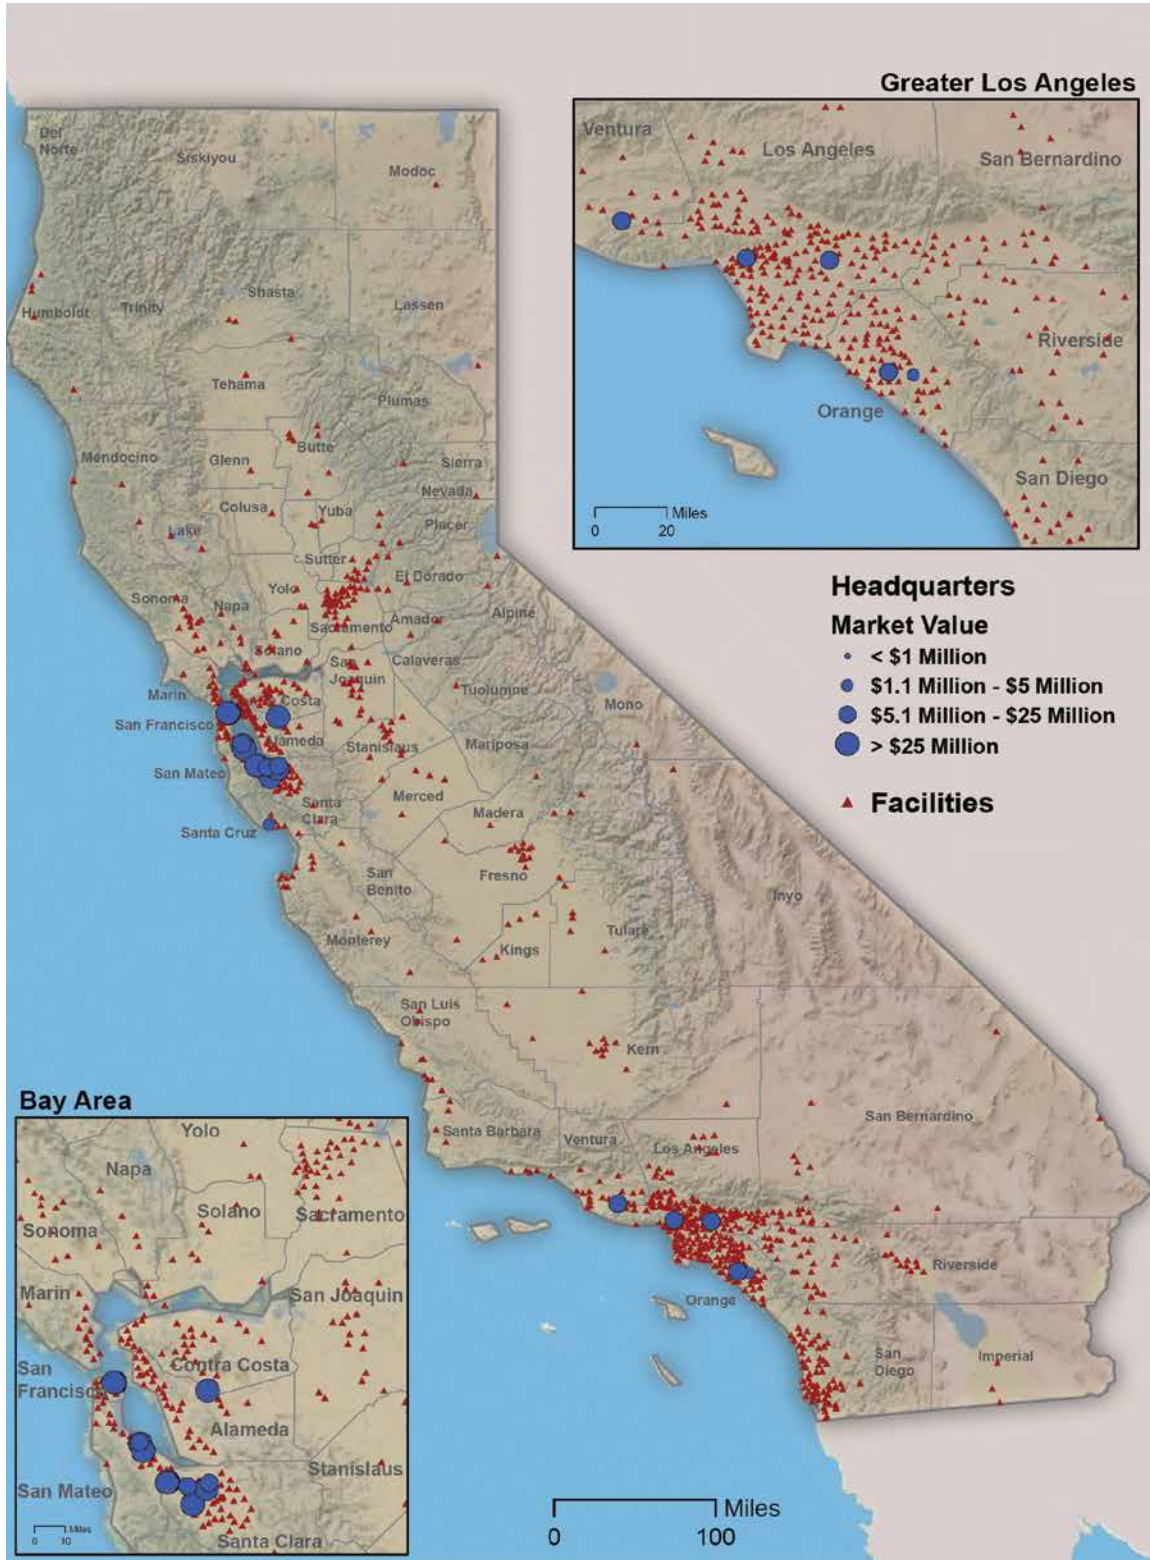 Greater Los Angeles
Ventura
Los Angeles
San Bernardino
Riverside
Orange
San Diego
Miles
0 20
Headquarters
Market Value
< $1 Million
$1.1 Million - $5 Million
$5.1 Million - $25 Million
> $25 Million
Facilities
Del
Norte
Siskiyou
Modoc
Humboldt
Trinity
Shasta
Lassen
Tehama
Plumas
Mendocino
Glenn
Butte
Sierra
Colusa
Yuba
Nevada
Lake
Placer
Sutter
Sonoma
Napa
Yolo
El Dorado
Sacramento
Amador
Alpine
Solano
San
Joaquin
Calaveras
Marin
Costa
Tuolumne
Mono
San Francisco
Alameda
Stanislaus
Mariposa
San Mateo
Santa
Clara
Merced
Madera
Santa Cruz
San
Benito
Fresno
Inyo
Monterey
Kings
Tulare
San Luis
Obispo
Kern
San Bernardino
Santa Barbara
Ventura
Los Angeles
Riverside
Orange
San
Diego
Imperial
Bay Area
Yolo
Napa
Solano
Sacramento
Sonoma
Marin
San Joaquin
San
Francisco
Contra Costa
Alameda
Stanislaus
San Mateo
Santa Clara
Miles
0 10
Miles
0 100